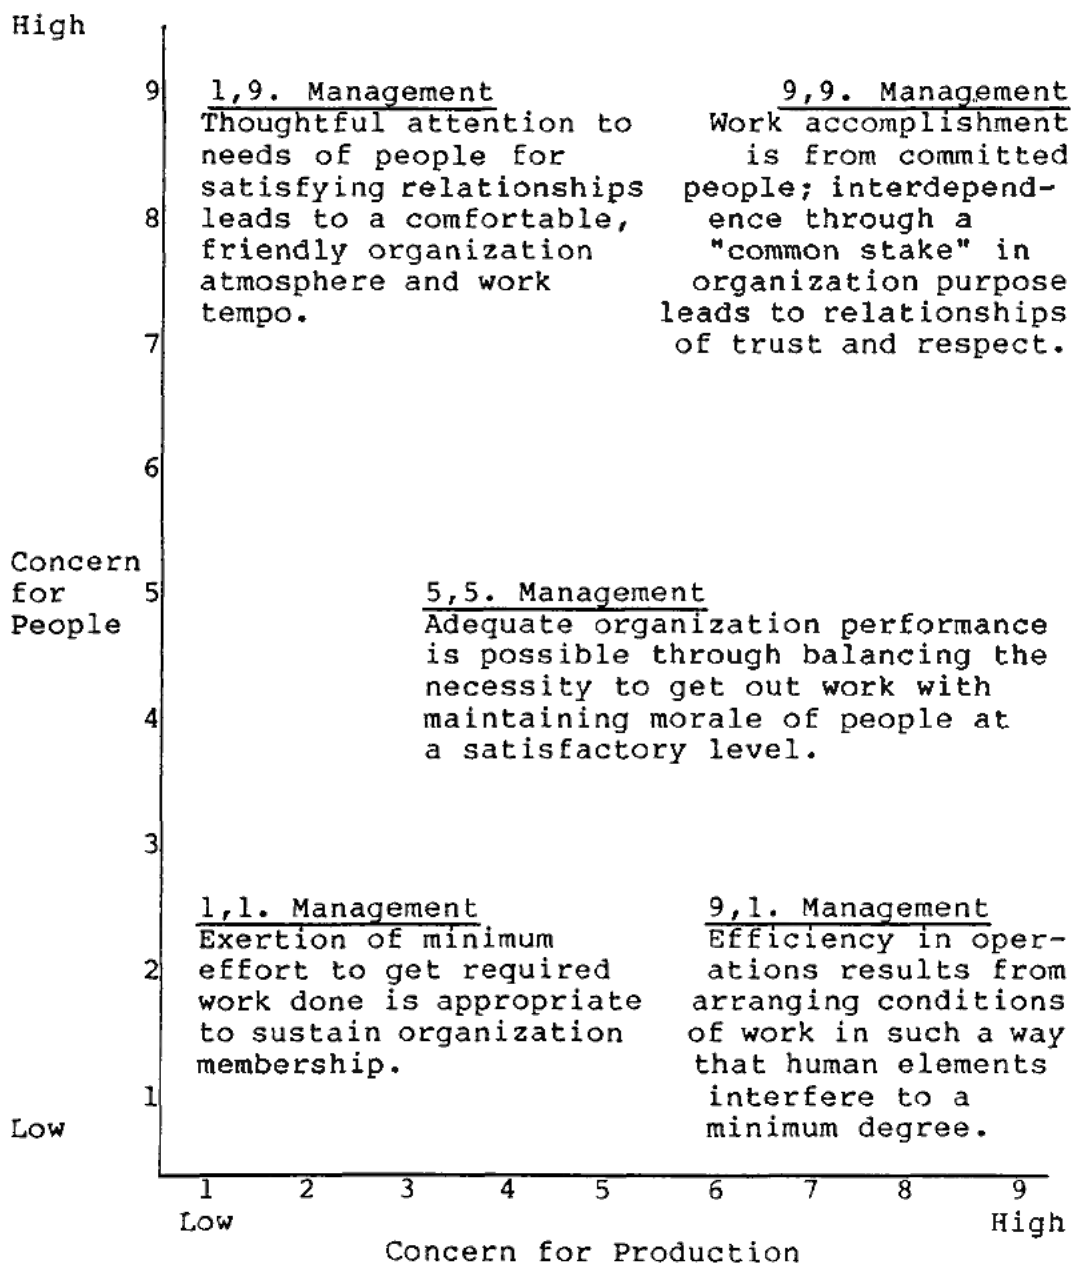 High
9
1,9. Management
Thoughtful attention to
needs of people for
satisfying relationships
leads to a comfortable,
friendly organization
atmosphere and work
tempo.
9,9. Management
Work accomplishment
is from committed
people; interdepend-
ence through a
"common stake" in
organization purpose
leads to relationships
of trust and respect.
8
7
6
Concern
for
People
5
5,5. Management
Adequate organization performance
is possible through balancing the
necessity to get out work with
maintaining morale of people at
a satisfactory level.
4
3
1,1. Management
Exertion of minimum
effort to get required
work done is appropriate
to sustain organization
membership.
9,1. Management
Efficiency in oper-
ations results from
arranging conditions
of work in such a way
that human elements
interfere to a
minimum degree.
2
1
Low
1 2 3 4 5 6 7 8 9
Low High
Concern for Production